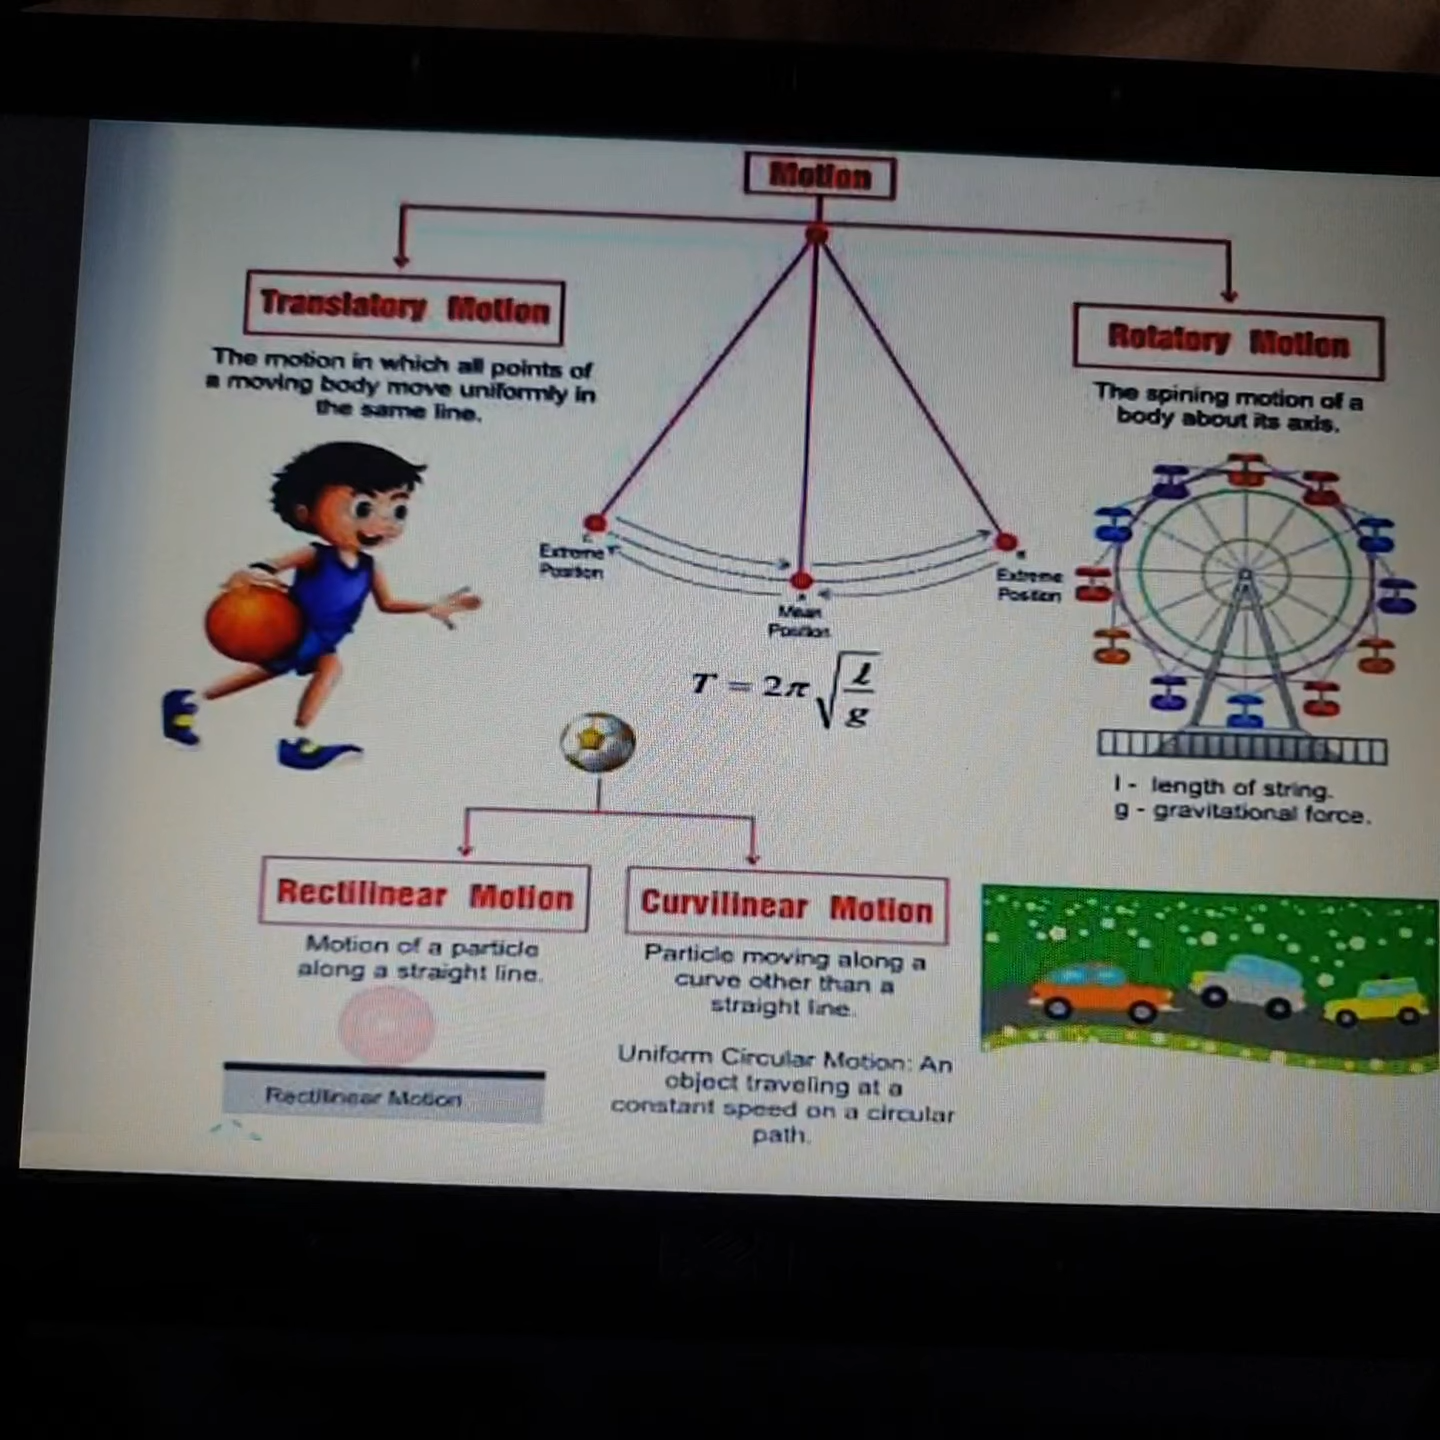 Motion
Translatory Motion
The motion in which all points of
a moving body move uniformly in
the same line.
Rotatory Motion
The spining motion of a
body about its axis.
Extreme
Position
Mean
Position
Extreme
Position
T = 2π√(l/g)
l - length of string.
g - gravitational force.
Rectilinear Motion
Motion of a particle
along a straight line.
Rectilinear Motion
Curvilinear Motion
Particle moving along a
curve other than a
straight line.
Uniform Circular Motion: An
object traveling at a
constant speed on a circular
path.